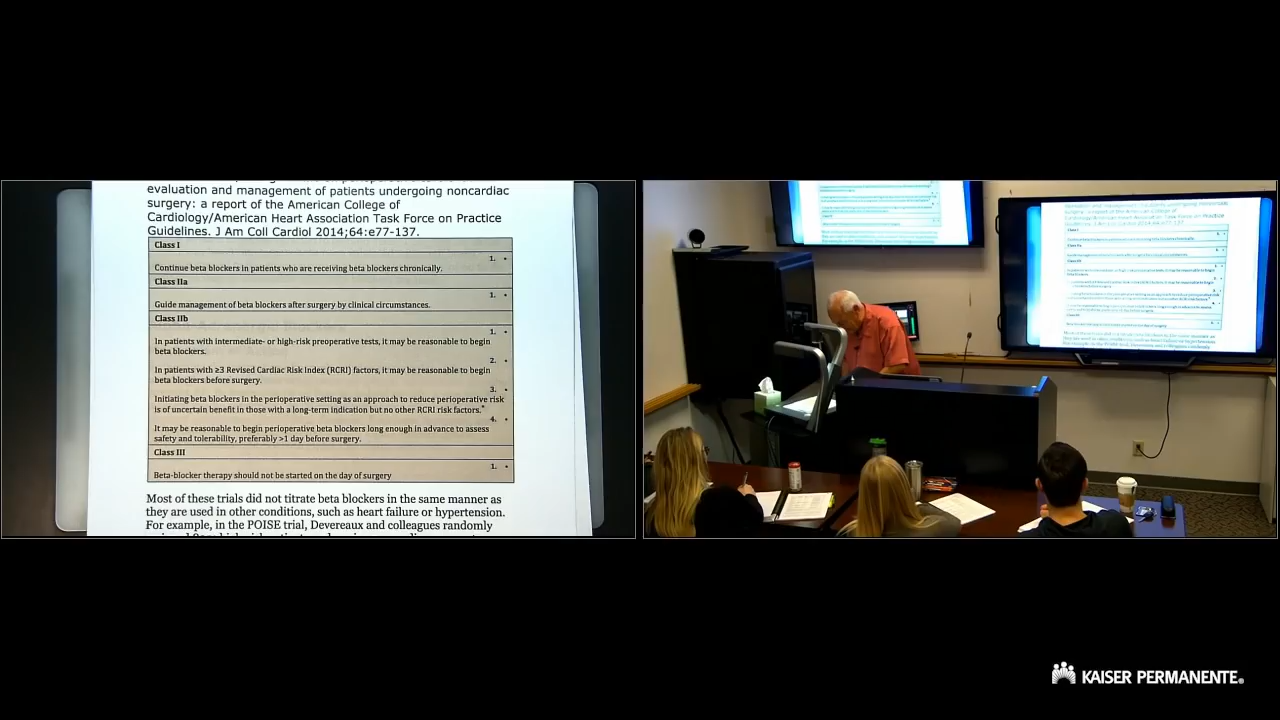 evaluation and management of patients undergoing noncardiac
surgery: a report of the American College of
Cardiology/American Heart Association Task Force on Practice
Guidelines. J Am Coll Cardiol 2014;64:e77-137.
Class I
1. •
Continue beta blockers in patients who are receiving beta blockers chronically.
Class IIa
1. •
Guide management of beta blockers after surgery by clinical circumstances.
Class IIb
1. •
In patients with intermediate- or high-risk preoperative tests, it may be reasonable to begin
beta blockers.
2. •
In patients with ≥3 Revised Cardiac Risk Index (RCRI) factors, it may be reasonable to begin
beta blockers before surgery.
3. •
Initiating beta blockers in the perioperative setting as an approach to reduce perioperative risk
is of uncertain benefit in those with a long-term indication but no other RCRI risk factors.*
4. •
It may be reasonable to begin perioperative beta blockers long enough in advance to assess
safety and tolerability, preferably >1 day before surgery.
Class III
1. •
Beta-blocker therapy should not be started on the day of surgery
Most of these trials did not titrate beta blockers in the same manner as
they are used in other conditions, such as heart failure or hypertension.
For example, in the POISE trial, Devereaux and colleagues randomly
KAISER PERMANENTE®